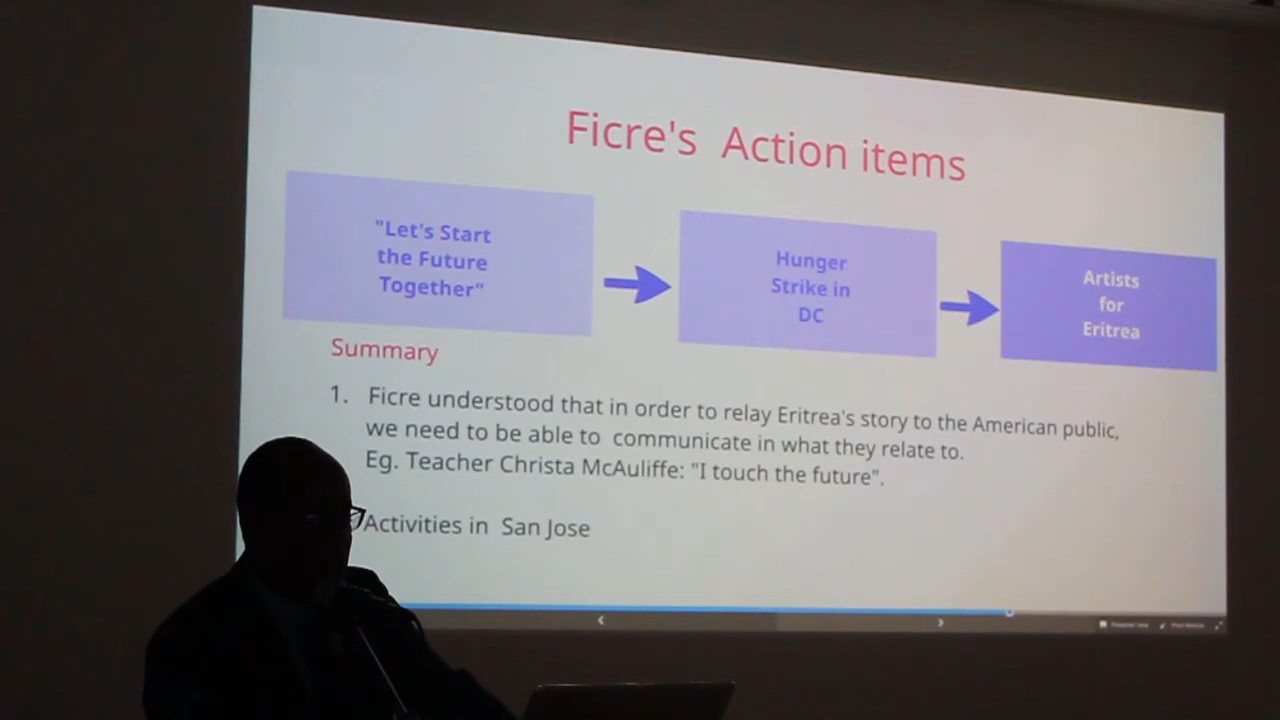 Ficre's Action items
"Let's Start
the Future
Together"
Hunger
Strike in
DC
Artists
for
Eritrea
Summary
1. Ficre understood that in order to relay Eritrea's story to the American public,
we need to be able to communicate in what they relate to.
Eg. Teacher Christa McAuliffe: "I touch the future".
Activities in San Jose